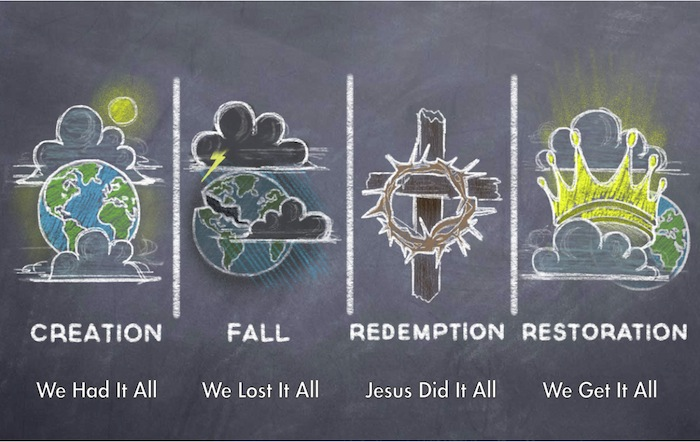 CREATION
FALL
REDEMPTION
RESTORATION
We Had It All
We Lost It All
Jesus Did It All
We Get It All